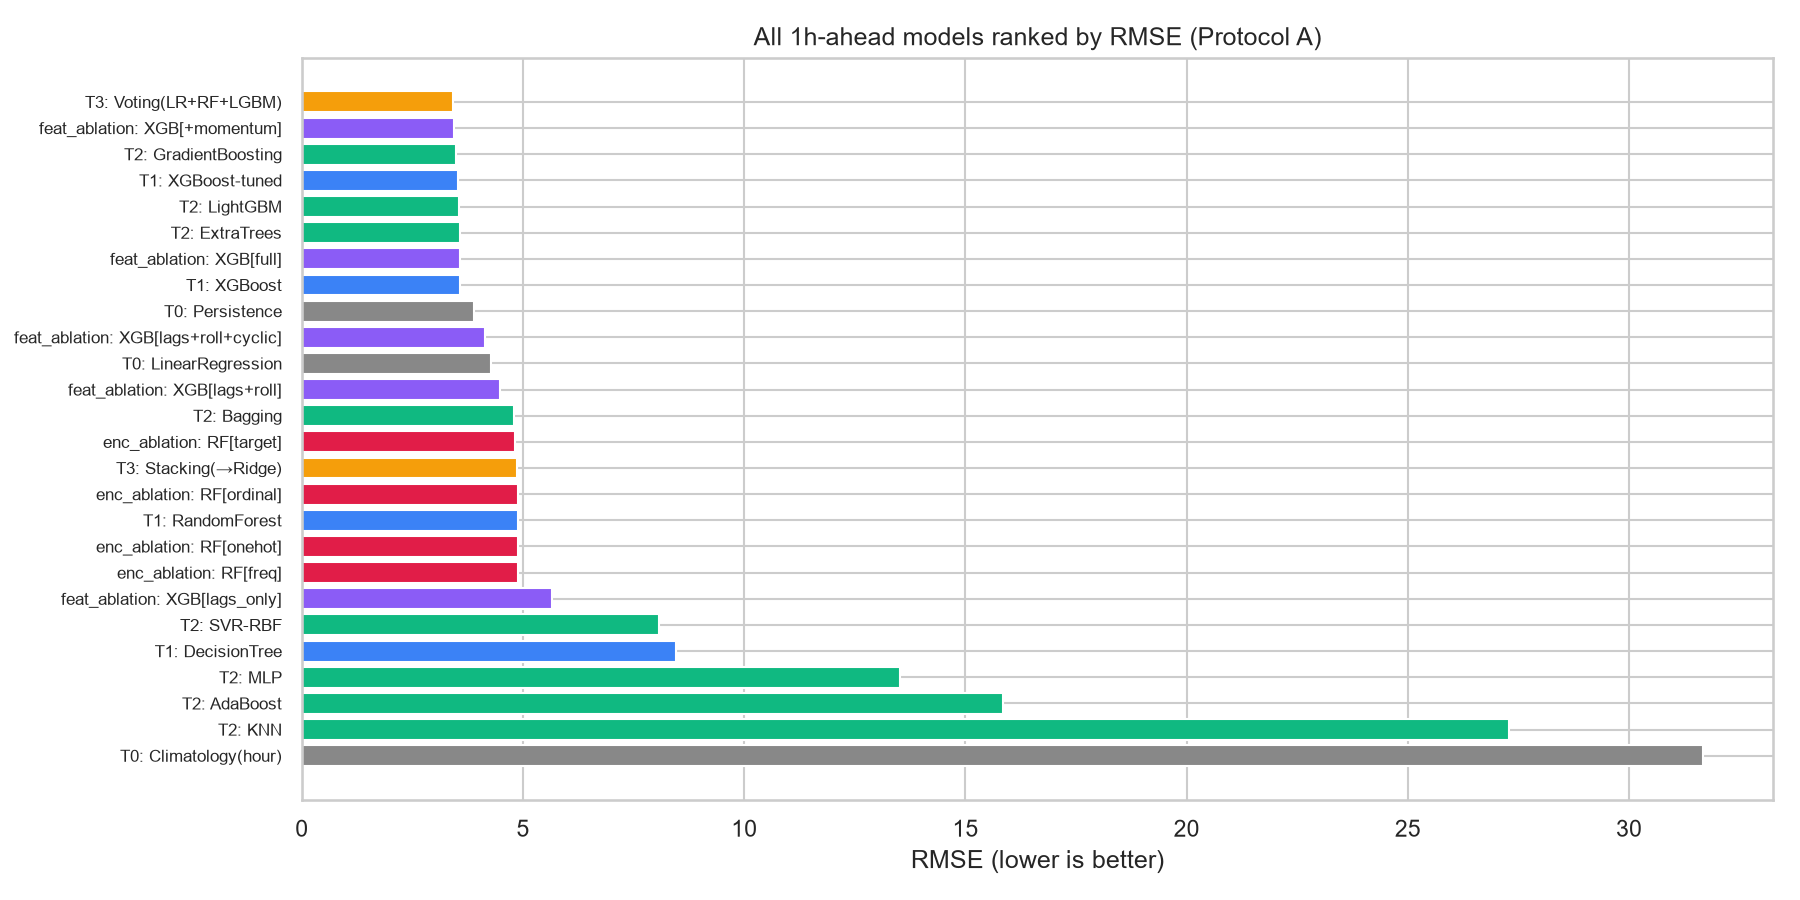 All 1h-ahead models ranked by RMSE (Protocol A)
T3: Voting(LR+RF+LGBM)
feat_ablation: XGB[+momentum]
T2: GradientBoosting
T1: XGBoost-tuned
T2: LightGBM
T2: ExtraTrees
feat_ablation: XGB[full]
T1: XGBoost
T0: Persistence
feat_ablation: XGB[lags+roll+cyclic]
T0: LinearRegression
feat_ablation: XGB[lags+roll]
T2: Bagging
enc_ablation: RF[target]
T3: Stacking(→Ridge)
enc_ablation: RF[ordinal]
T1: RandomForest
enc_ablation: RF[onehot]
enc_ablation: RF[freq]
feat_ablation: XGB[lags_only]
T2: SVR-RBF
T1: DecisionTree
T2: MLP
T2: AdaBoost
T2: KNN
T0: Climatology(hour)
0 5 10 15 20 25 30
RMSE (lower is better)